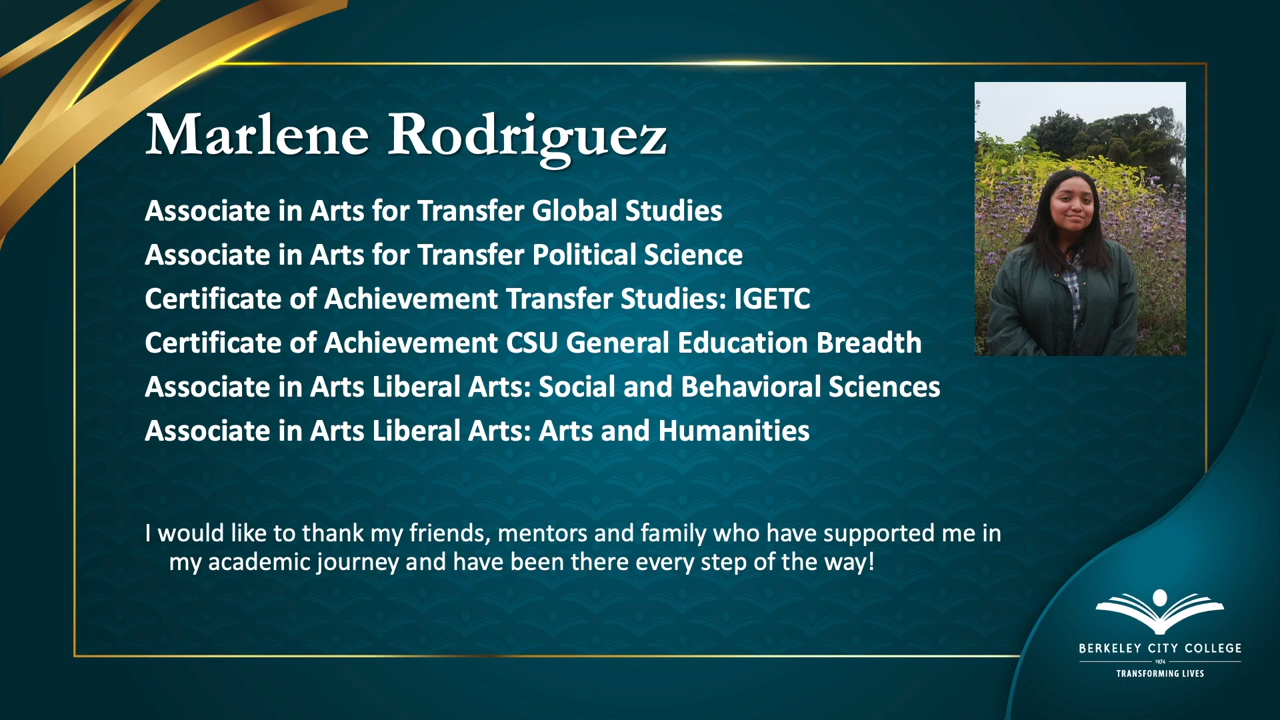 Marlene Rodriguez
Associate in Arts for Transfer Global Studies
Associate in Arts for Transfer Political Science
Certificate of Achievement Transfer Studies: IGETC
Certificate of Achievement CSU General Education Breadth
Associate in Arts Liberal Arts: Social and Behavioral Sciences
Associate in Arts Liberal Arts: Arts and Humanities
I would like to thank my friends, mentors and family who have supported me in
my academic journey and have been there every step of the way!
BERKELEY CITY COLLEGE
1974
TRANSFORMING LIVES